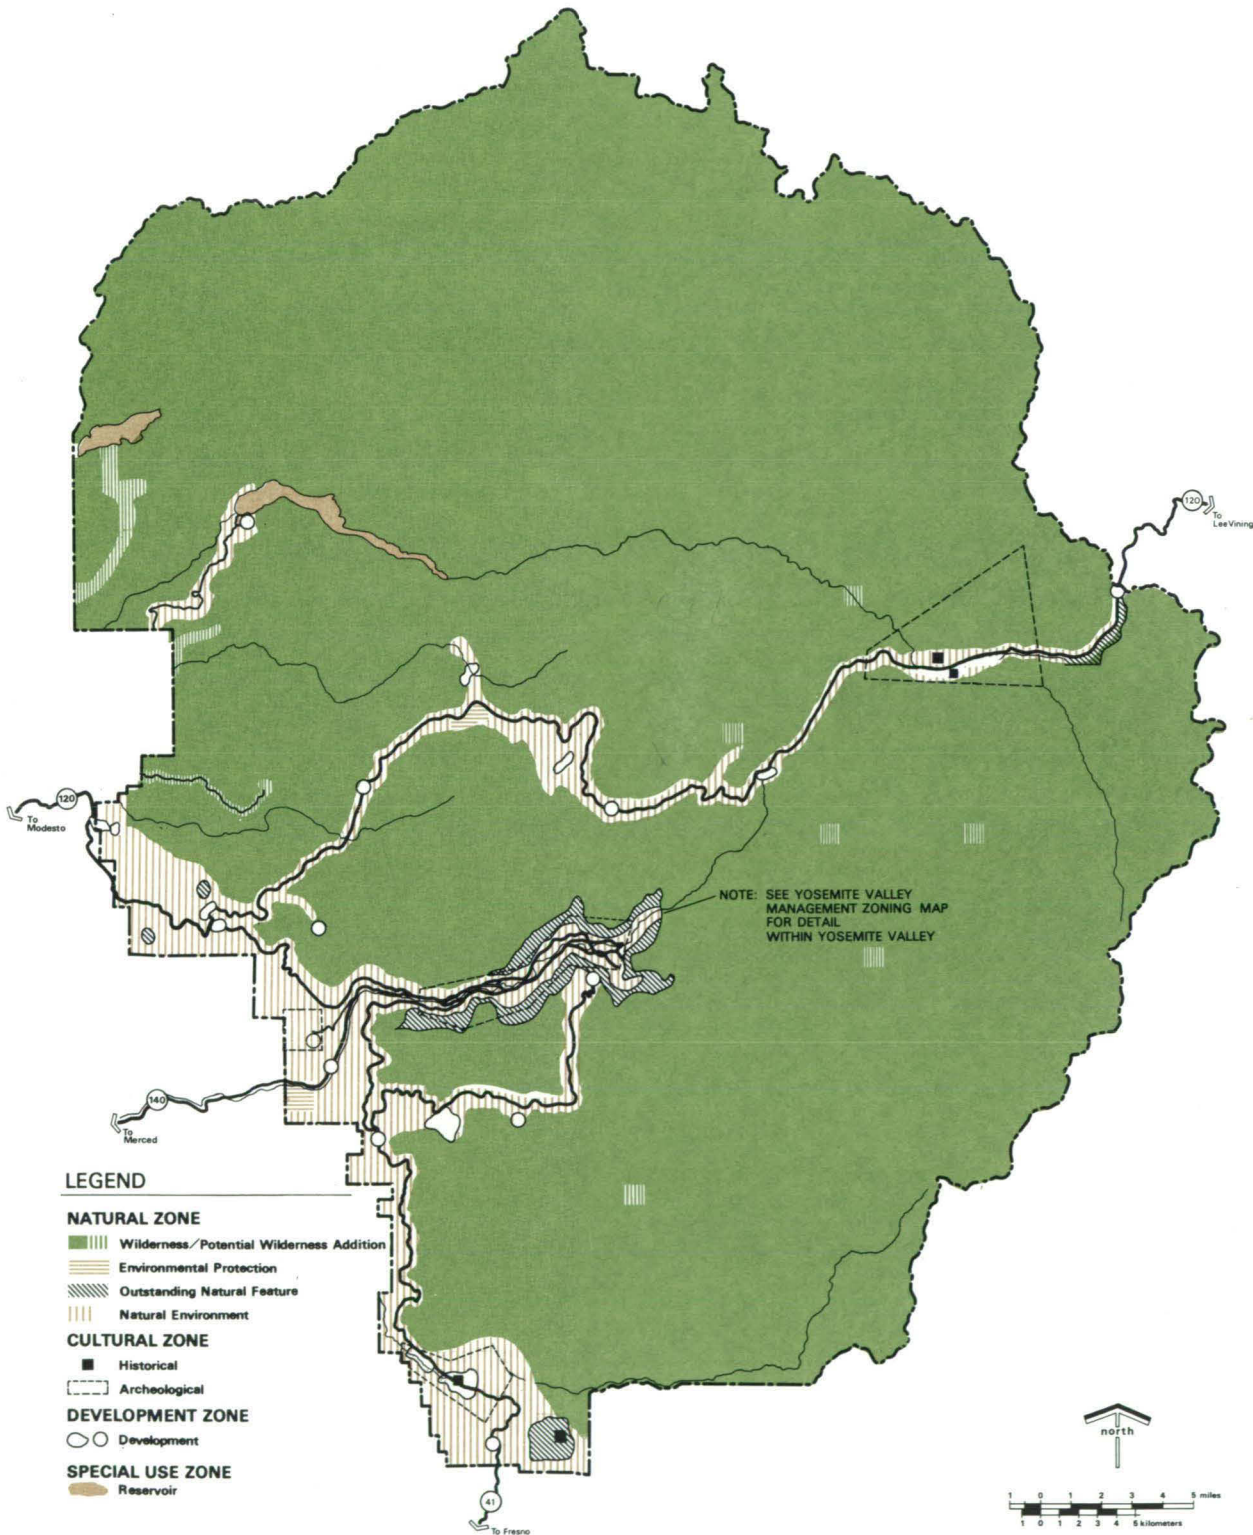 120
To
LeeVining
120
To
Modesto
NOTE: SEE YOSEMITE VALLEY
MANAGEMENT ZONING MAP
FOR DETAIL
WITHIN YOSEMITE VALLEY
140
To
Merced
LEGEND
NATURAL ZONE
Wilderness/Potential Wilderness Addition
Environmental Protection
Outstanding Natural Feature
Natural Environment
CULTURAL ZONE
Historical
Archeological
DEVELOPMENT ZONE
Development
SPECIAL USE ZONE
Reservoir
north
1 0 1 2 3 4 5 miles
1 0 1 2 3 4 5 kilometers
41
To Fresno